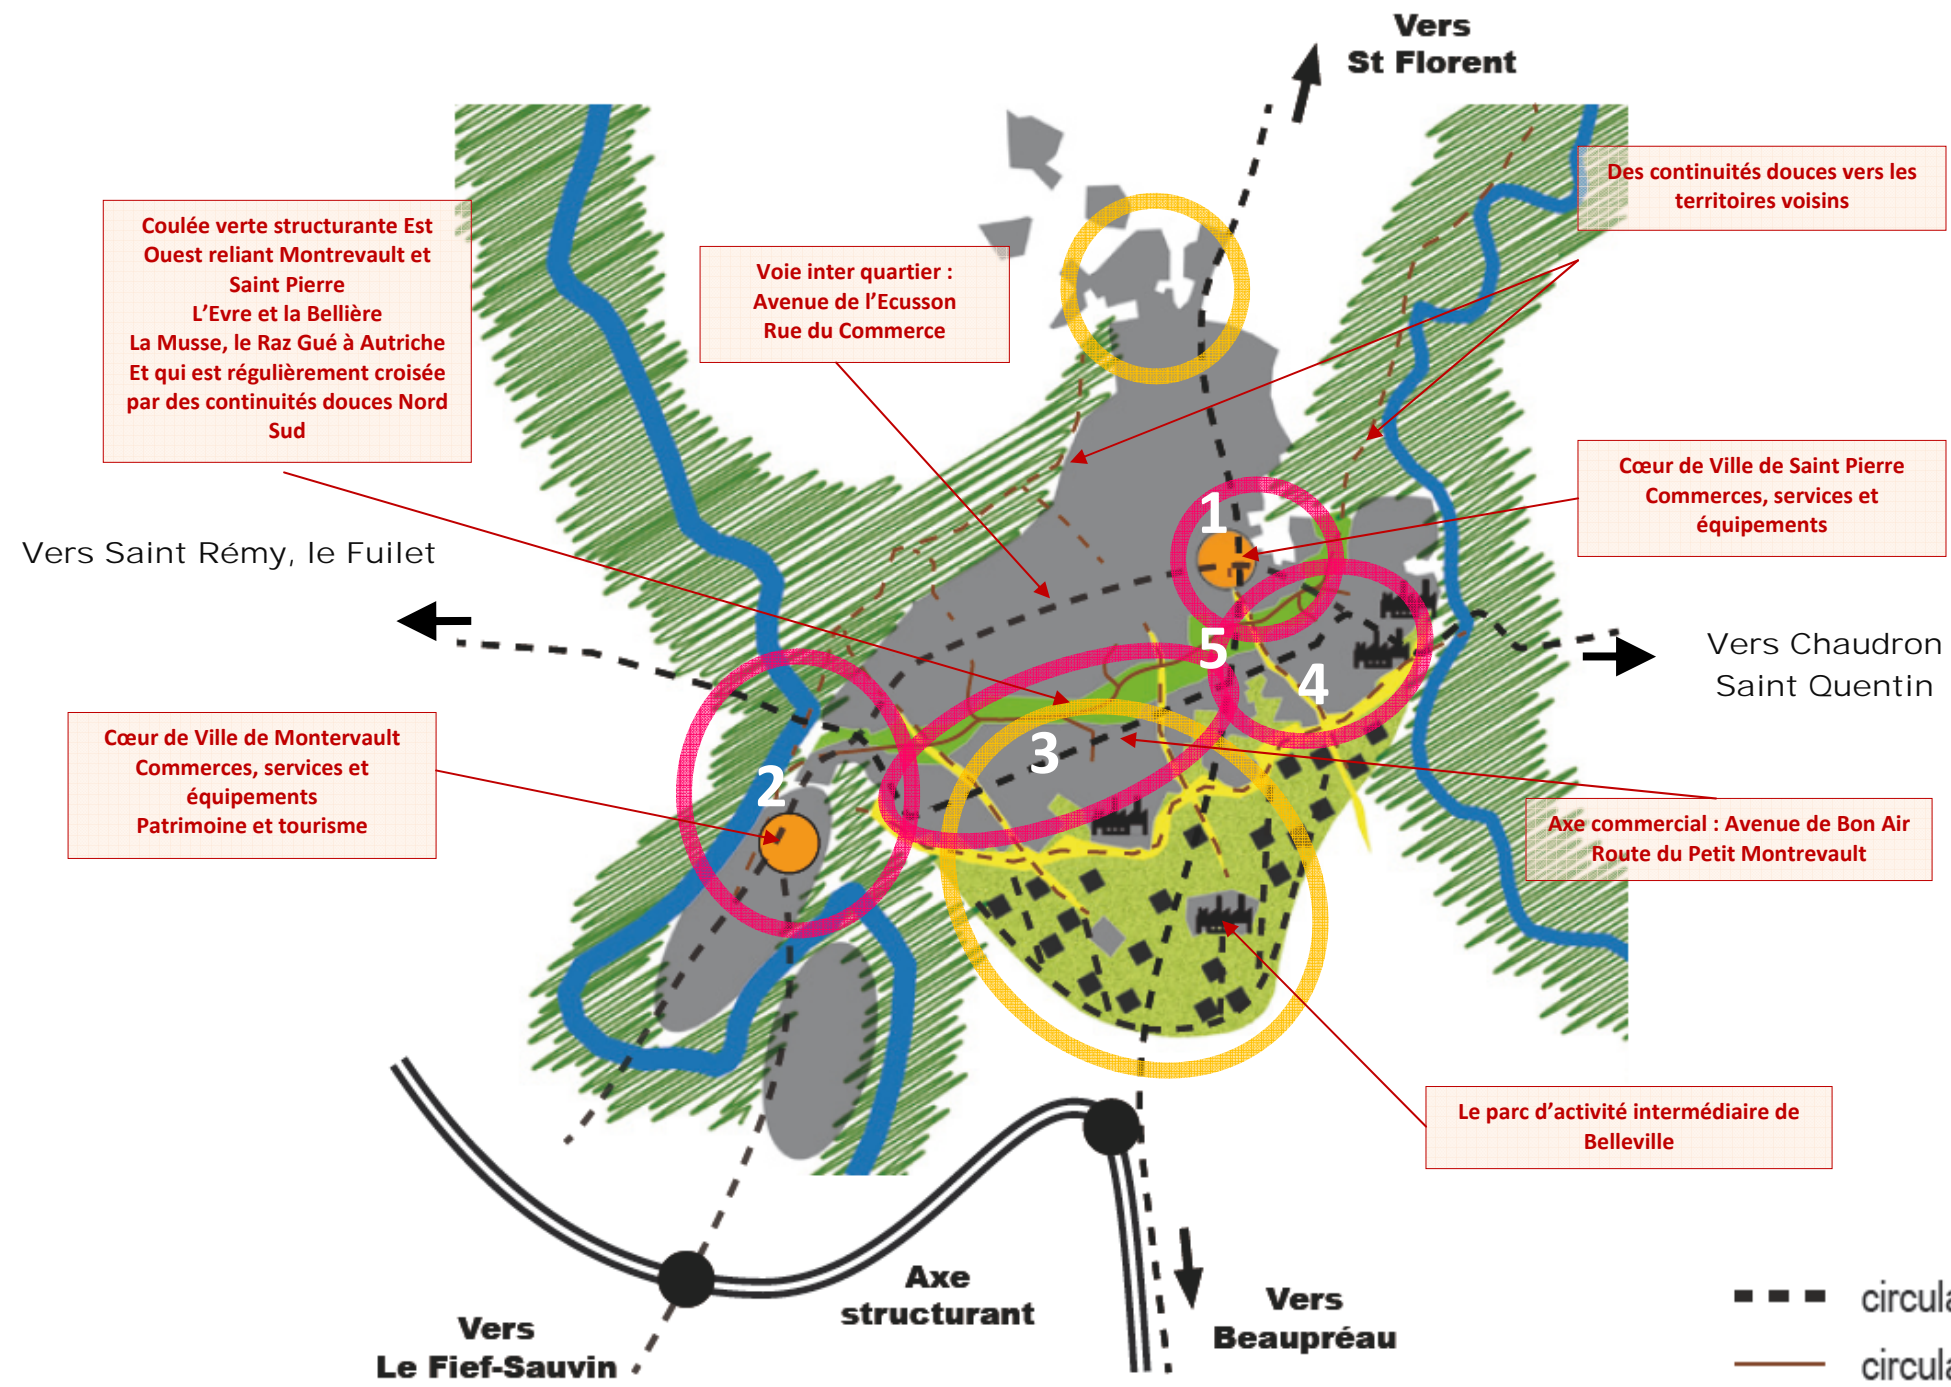 Vers
St Florent
Des continuités douces vers les
territoires voisins
Coulée verte structurante Est
Ouest reliant Montrevault et
Saint Pierre
L'Evre et la Bellière
La Musse, le Raz Gué à Autriche
Et qui est régulièrement croisée
par des continuités douces Nord
Sud
Voie inter quartier :
Avenue de l'Ecusson
Rue du Commerce
Cœur de Ville de Saint Pierre
Commerces, services et
équipements
1
Vers Saint Rémy, le Fuilet
5
4
Vers Chaudron
Saint Quentin
Cœur de Ville de Montervault
Commerces, services et
équipements
Patrimoine et tourisme
2
3
Axe commercial : Avenue de Bon Air
Route du Petit Montrevault
Le parc d'activité intermédiaire de
Belleville
Axe
structurant
Vers
Beaupréau
Vers
Le Fief-Sauvin